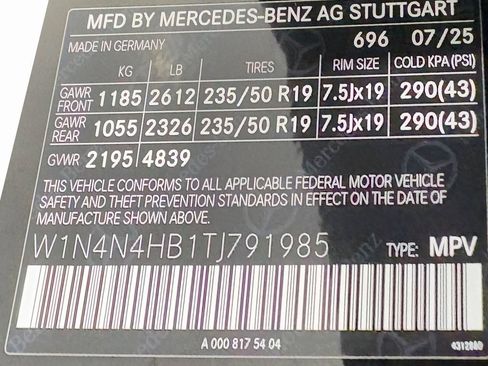 MFD BY MERCEDES-BENZ AG STUTTGART
MADE IN GERMANY 696 07/25
KG LB TIRES RIM SIZE COLD KPA (PSI)
GAWR FRONT 1185 2612 235/50 R19 7.5Jx19 290(43)
GAWR REAR 1055 2326 235/50 R19 7.5Jx19 290(43)
GVWR 2195 4839
THIS VEHICLE CONFORMS TO ALL APPLICABLE FEDERAL MOTOR VEHICLE
SAFETY AND THEFT PREVENTION STANDARDS IN EFFECT ON THE DATE OF
MANUFACTURE SHOWN ABOVE.
W1N4N4HB1TJ791985 TYPE: MPV
A 000 817 54 04